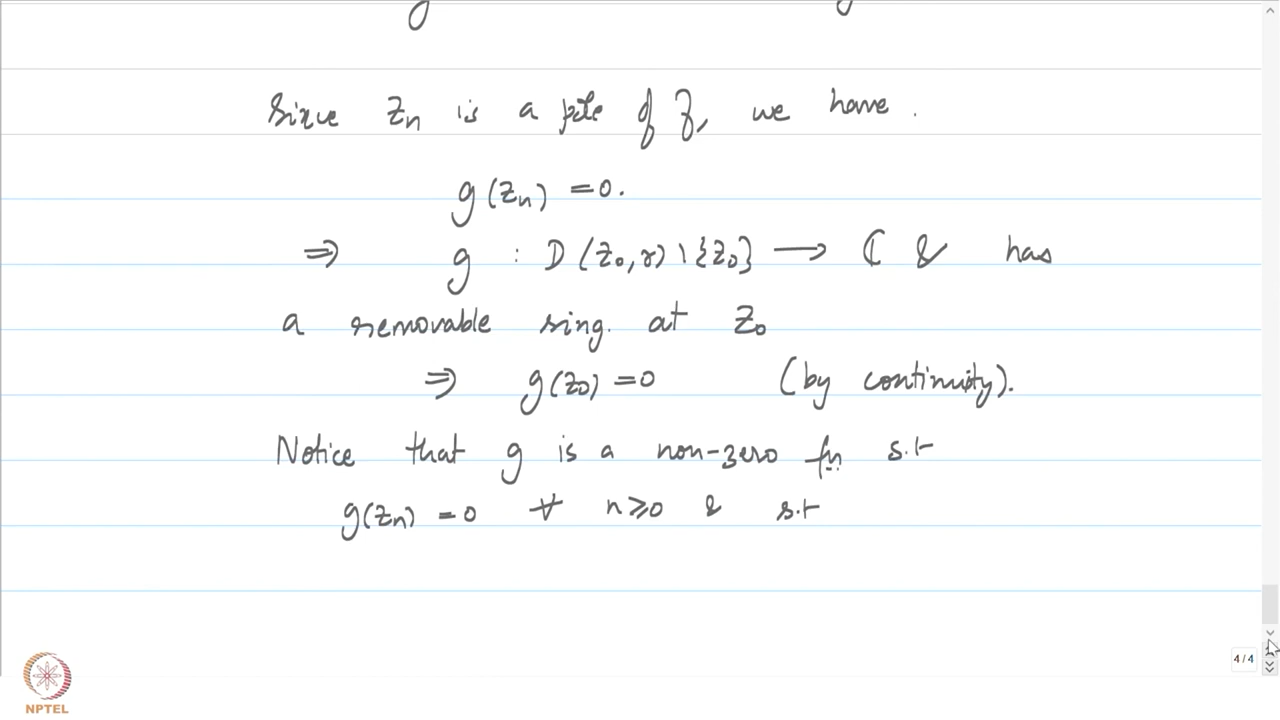 Since zₙ is a pole of f, we have.
g(zₙ) = 0.
⇒ g : D(z₀, r) \ {z₀} → ℂ & has
a removable sing. at z₀
⇒ g(z₀) = 0 (by continuity).
Notice that g is a non-zero fn. s.t
g(zₙ) = 0 ∀ n ≥ 0 & s.t
4 / 4
NPTEL